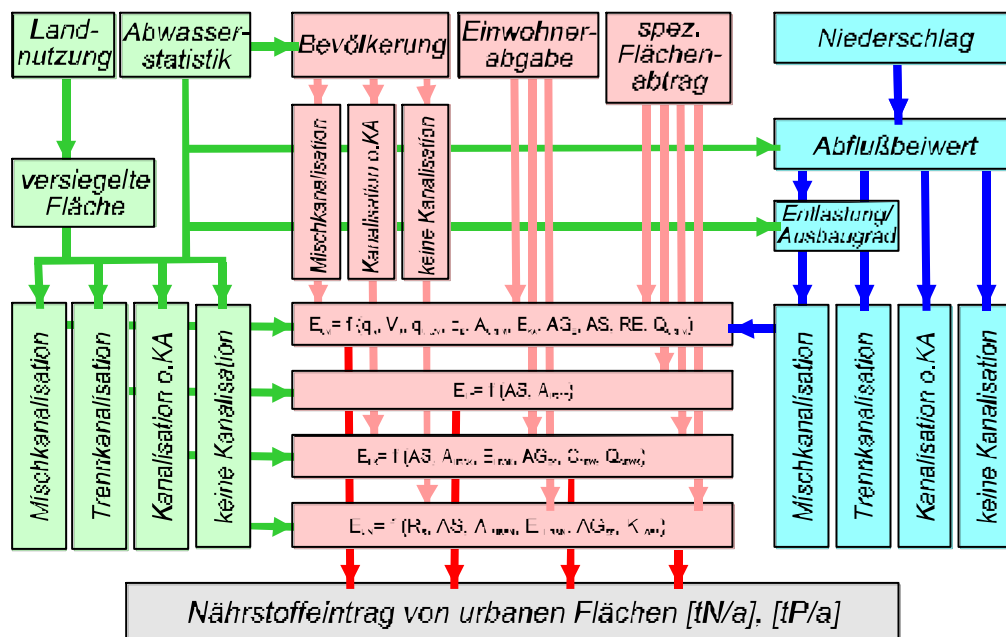 Land-
nutzung
Abwasser-
statistik
Bevölkerung
Einwohner-
abgabe
spez.
Flächen-
abtrag
Niederschlag
versiegelte
Fläche
Mischkanalisation
Kanalisation o.KA
keine Kanalisation
Abflußbeiwert
Entlastung/
Ausbaugrad
Mischkanalisation
Trennkanalisation
Kanalisation o.KA
keine Kanalisation
= f
= f (AS,
= f (AS,
= f
Mischkanalisation
Trennkanalisation
Kanalisation o.KA
keine Kanalisation
Nährstoffeintrag von urbanen Flächen [tN/a], [tP/a]